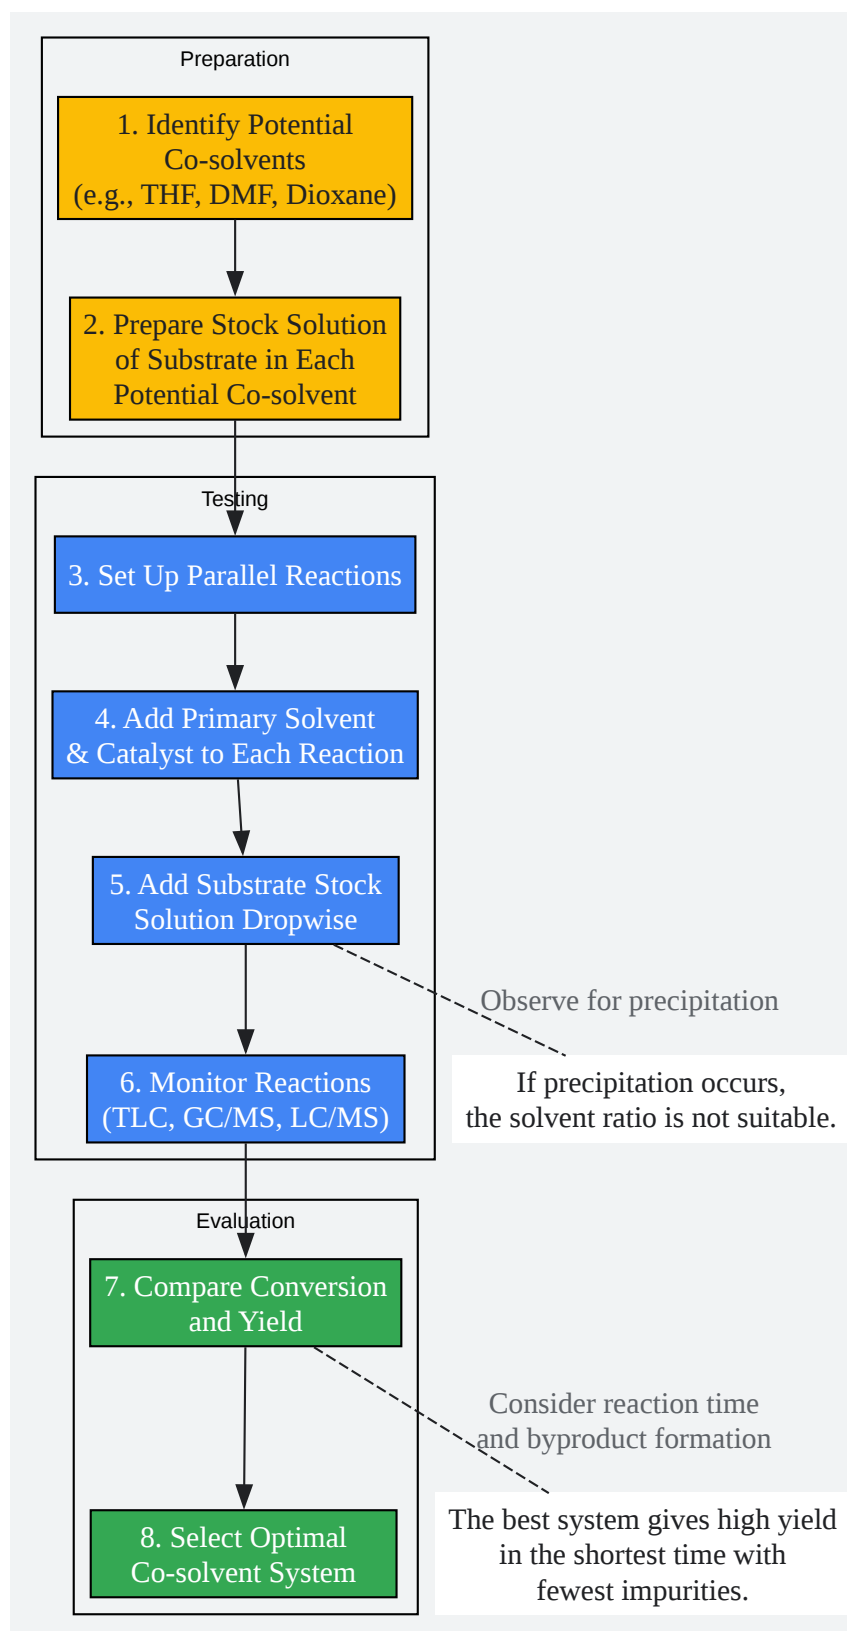 Preparation
1. Identify Potential
Co-solvents
(e.g., THF, DMF, Dioxane)
2. Prepare Stock Solution
of Substrate in Each
Potential Co-solvent
Testing
3. Set Up Parallel Reactions
4. Add Primary Solvent
& Catalyst to Each Reaction
5. Add Substrate Stock
Solution Dropwise
Observe for precipitation
If precipitation occurs,
the solvent ratio is not suitable.
6. Monitor Reactions
(TLC, GC/MS, LC/MS)
Evaluation
7. Compare Conversion
and Yield
Consider reaction time
and byproduct formation
The best system gives high yield
in the shortest time with
fewest impurities.
8. Select Optimal
Co-solvent System